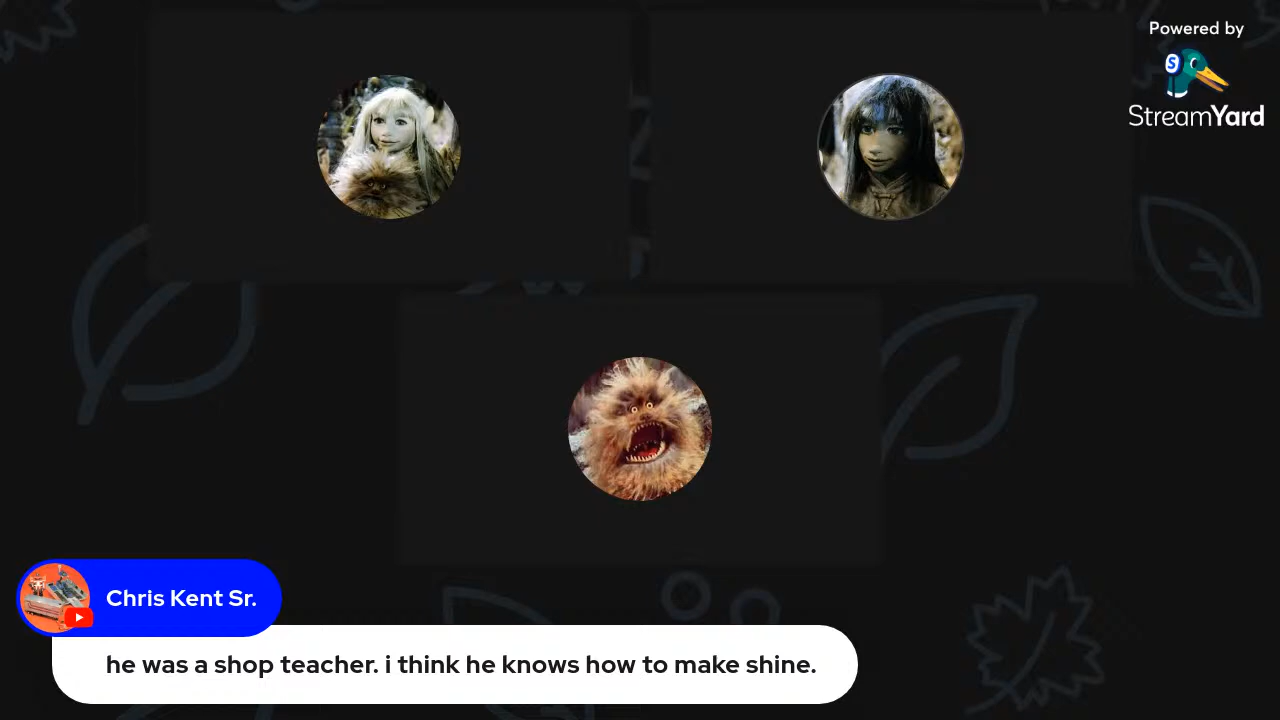 Powered by
StreamYard
Chris Kent Sr.
he was a shop teacher. i think he knows how to make shine.